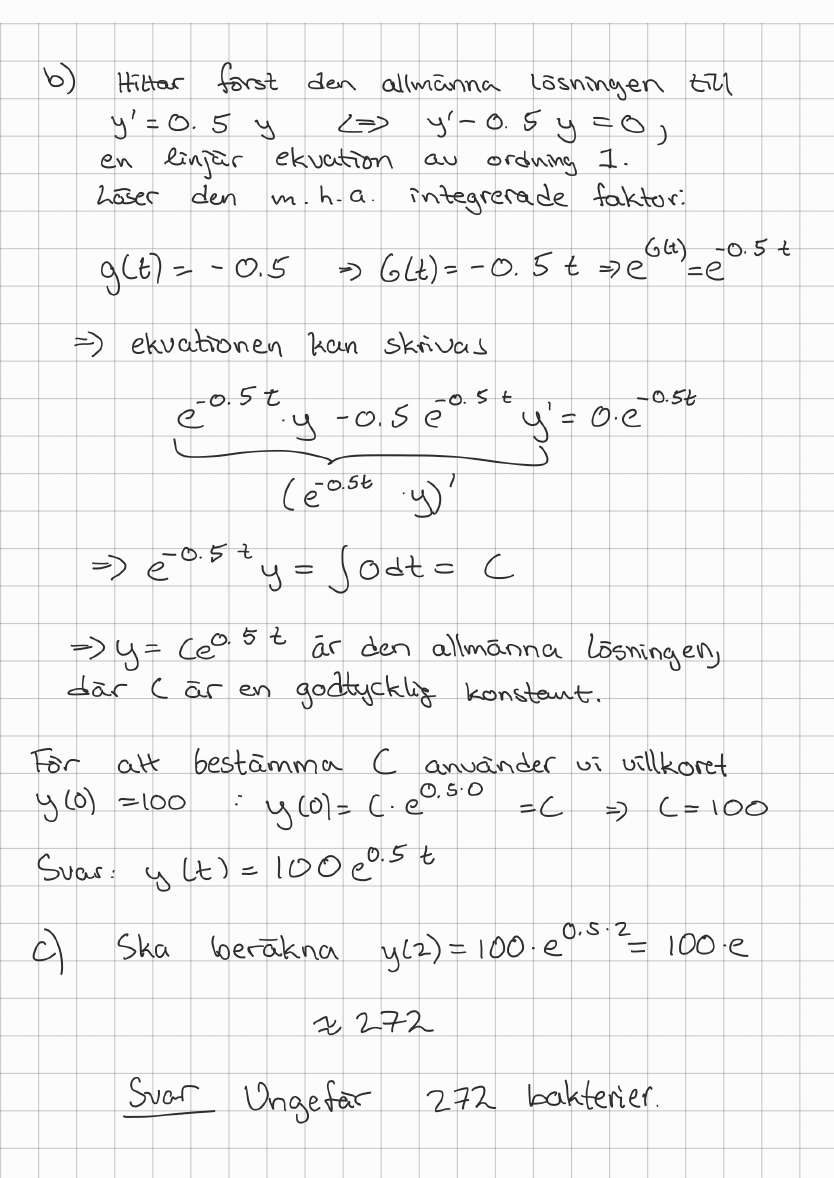 b) Hittar först den allmänna lösningen till
y' = 0.5 y <=> y' - 0.5 y = 0,
en linjär ekvation av ordning 1.
Löser den m.h.a. integrerade faktor:
g(t) = -0.5 => G(t) = -0.5 t => e^{G(t)} = e^{-0.5 t}
=> ekvationen kan skrivas
e^{-0.5 t} · y - 0.5 e^{-0.5 t} y' = 0 · e^{-0.5t}
(e^{-0.5t} · y)'
=> e^{-0.5 t} y = ∫ 0 dt = C
=> y = Ce^{0.5 t} är den allmänna lösningen,
där C är en godtycklig konstant.
För att bestämma C använder vi villkoret
y(0) = 100 : y(0) = C · e^{0.5·0} = C => C = 100
Svar: y(t) = 100 e^{0.5 t}
c) Ska beräkna y(2) = 100 · e^{0.5·2} = 100 · e
≈ 272
Svar Ungefär 272 bakterier.